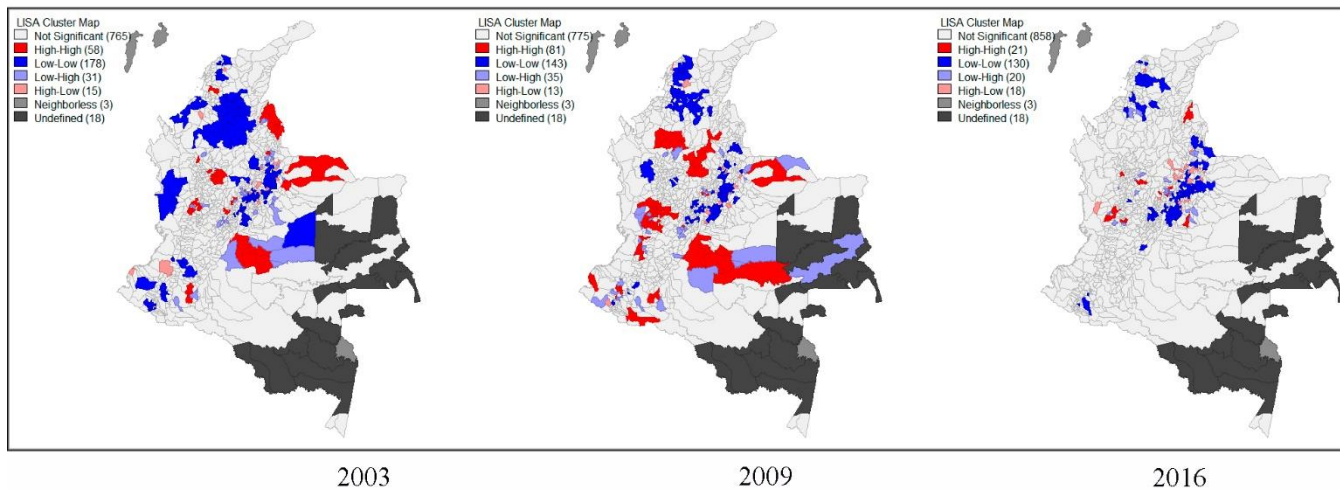 LISA Cluster Map
Not Significant (765)
High-High (58)
Low-Low (178)
Low-High (31)
High-Low (15)
Neighborless (3)
Undefined (18)
LISA Cluster Map
Not Significant (775)
High-High (81)
Low-Low (143)
Low-High (35)
High-Low (13)
Neighborless (3)
Undefined (18)
LISA Cluster Map
Not Significant (858)
High-High (21)
Low-Low (130)
Low-High (20)
High-Low (18)
Neighborless (3)
Undefined (18)
2003
2009
2016